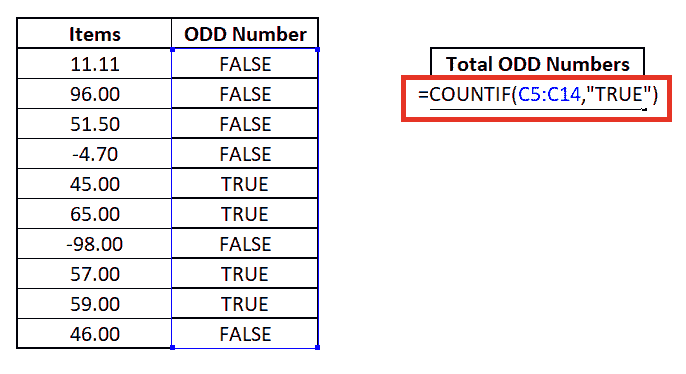 Items ODD Number
11.11 FALSE
96.00 FALSE
51.50 FALSE
-4.70 FALSE
45.00 TRUE
65.00 TRUE
-98.00 FALSE
57.00 TRUE
59.00 TRUE
46.00 FALSE
Total ODD Numbers
=COUNTIF(C5:C14,"TRUE")